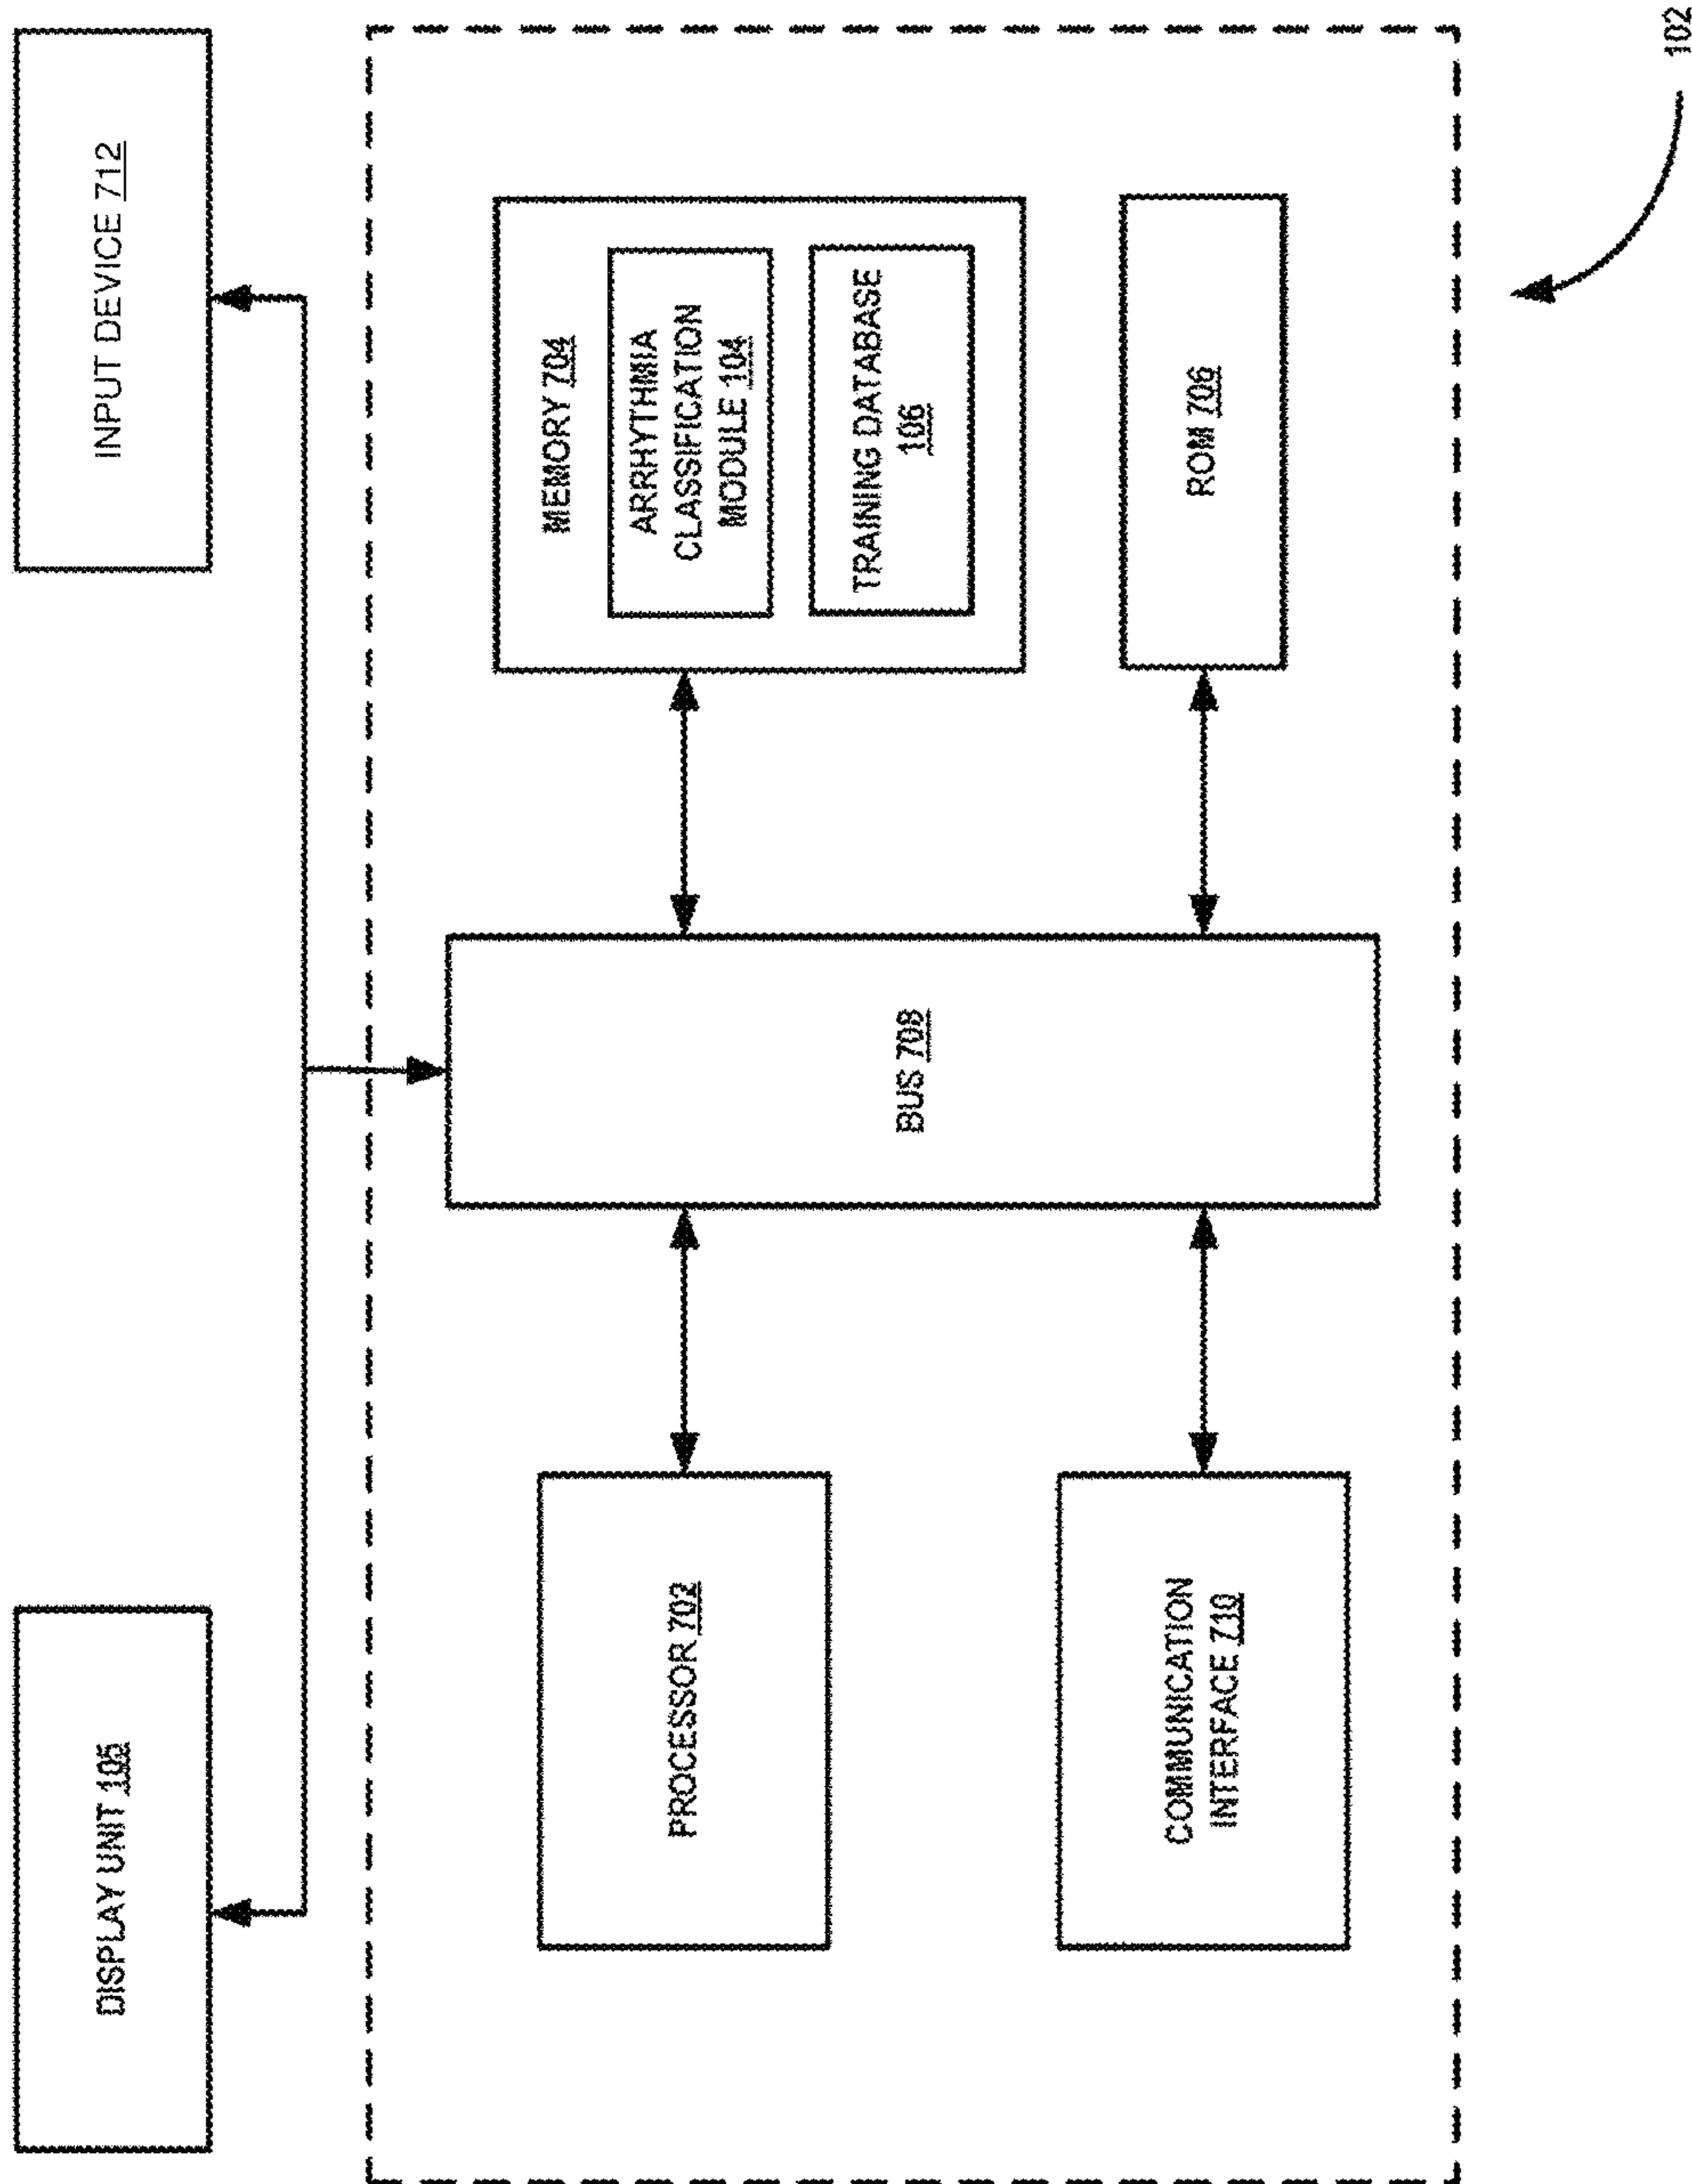 DISPLAY UNIT 105
INPUT DEVICE 712
PROCESSOR 702
BUS 708
MEMORY 704
ARRHYTHMIA
CLASSIFICATION
MODULE 104
TRAINING DATABASE
106
COMMUNICATION
INTERFACE 710
ROM 706
102